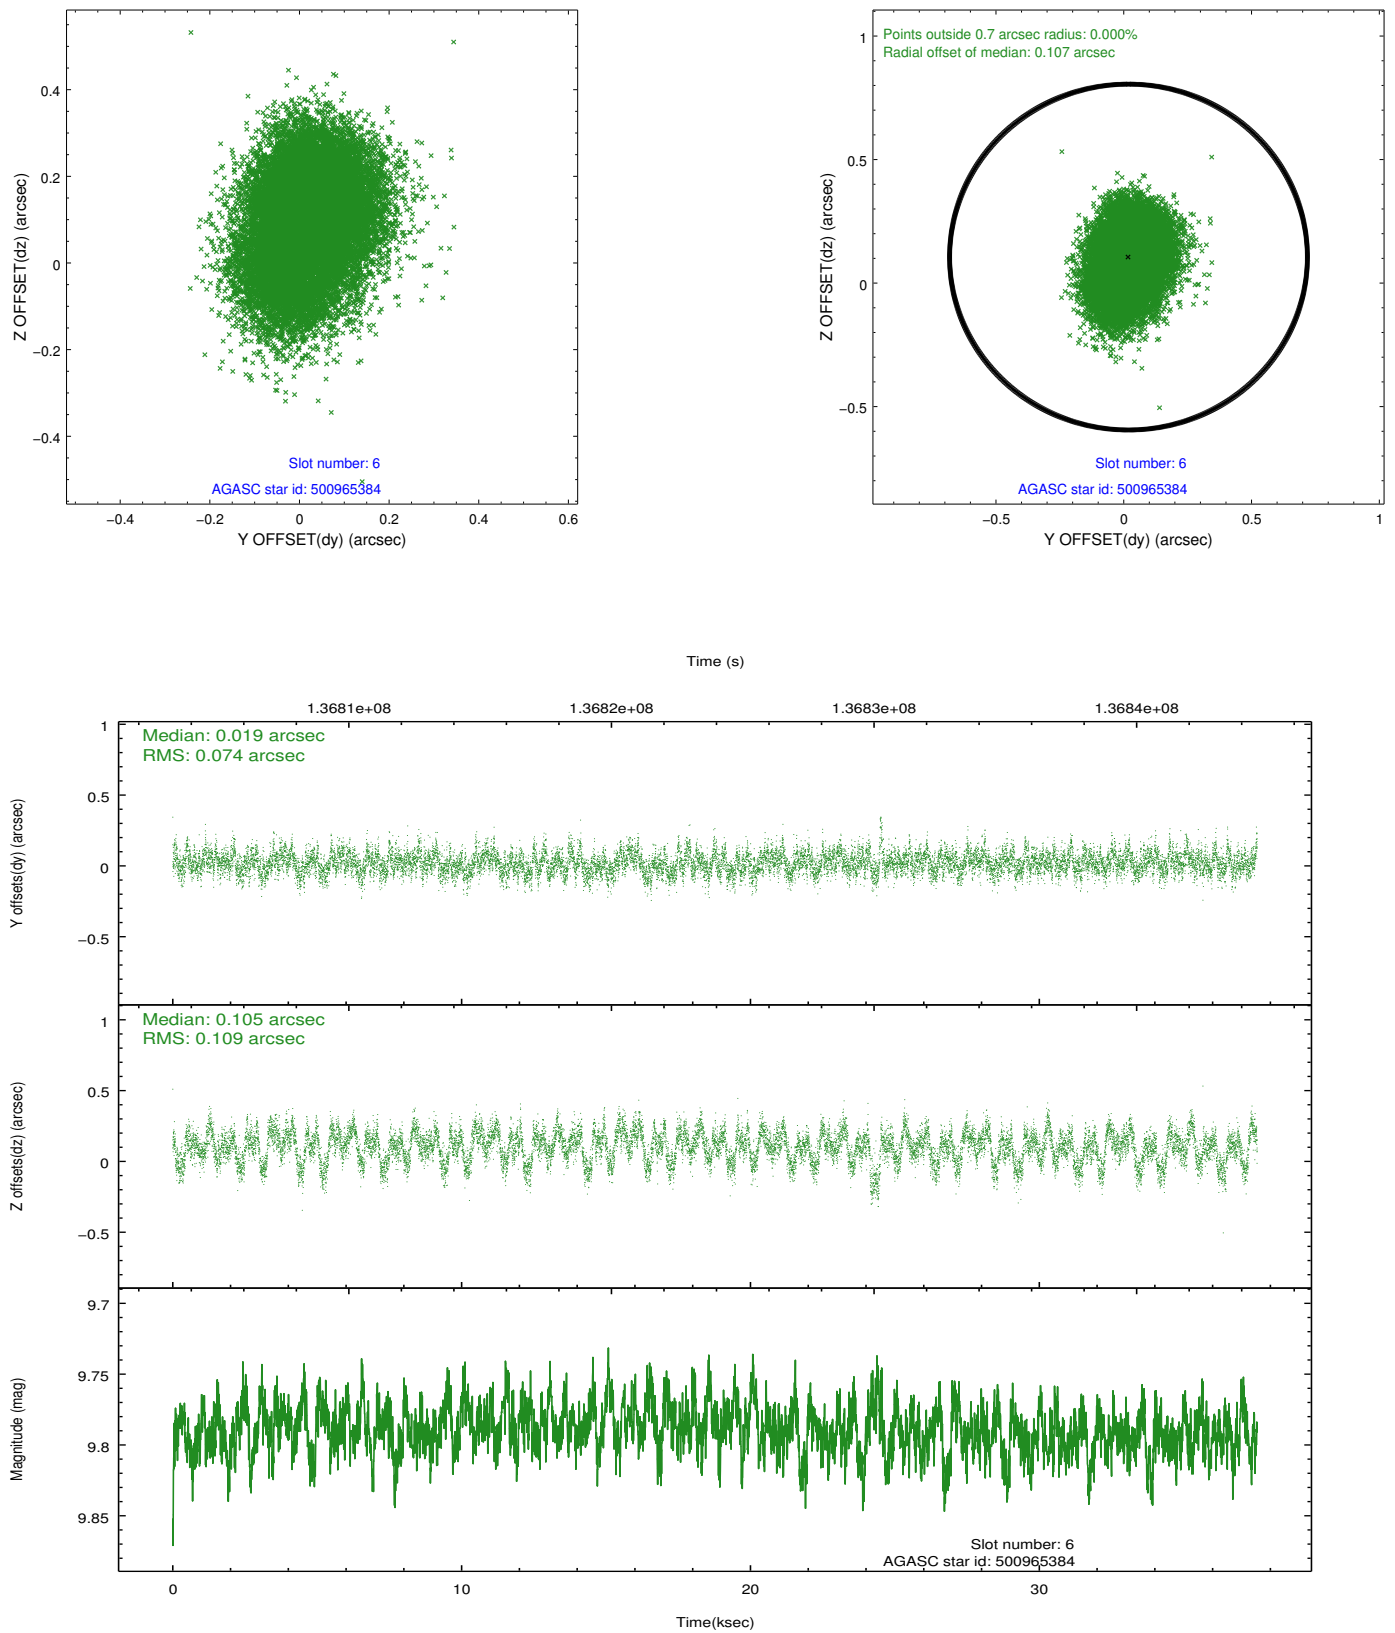 0.4
0.2
0
−0.2
−0.4
Z OFFSET(dz) (arcsec)
Slot number: 6
AGASC star id: 500965384
−0.4
−0.2
0
0.2
0.4
0.6
Y OFFSET(dy) (arcsec)
Points outside 0.7 arcsec radius: 0.000%
Radial offset of median: 0.107 arcsec
1
0.5
0
−0.5
Z OFFSET(dz) (arcsec)
Slot number: 6
AGASC star id: 500965384
−0.5
0
0.5
1
Y OFFSET(dy) (arcsec)
Time (s)
1.3681e+08
1.3682e+08
1.3683e+08
1.3684e+08
Median: 0.019 arcsec
RMS: 0.074 arcsec
1
0.5
0
−0.5
Y offsets(dy) (arcsec)
Median: 0.105 arcsec
RMS: 0.109 arcsec
1
0.5
0
−0.5
Z offsets(dz) (arcsec)
9.7
9.75
9.8
9.85
Magnitude (mag)
Slot number: 6
AGASC star id: 500965384
0
10
20
30
Time(ksec)